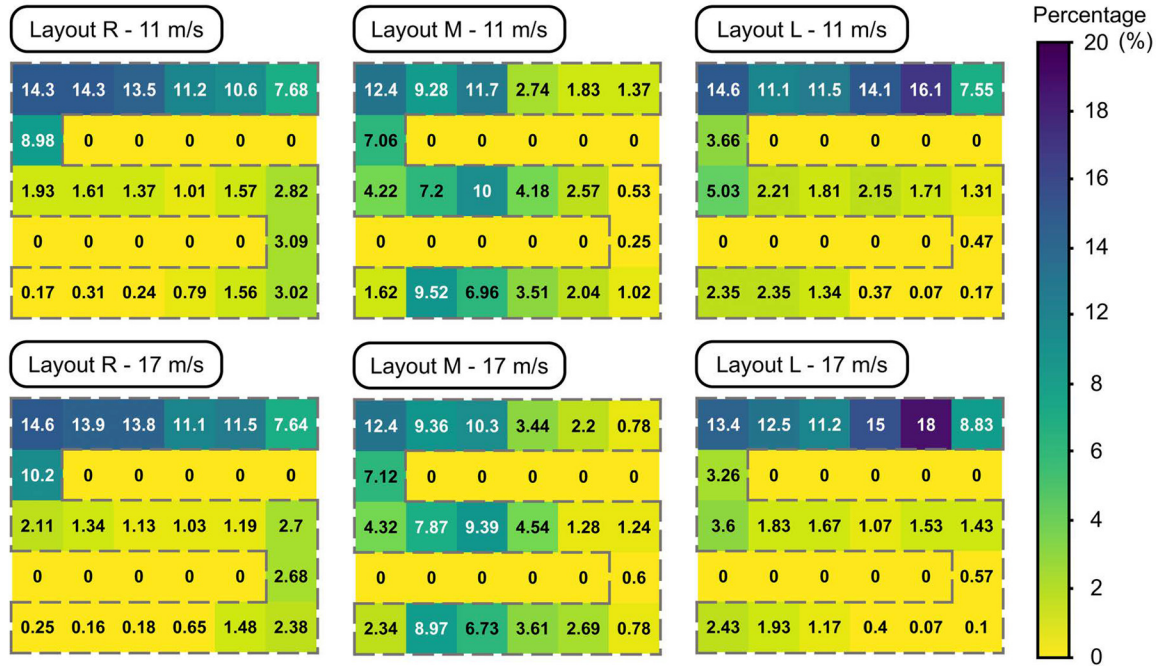 Layout R - 11 m/s
14.3 14.3 13.5 11.2 10.6 7.68
8.98 0 0 0 0 0
1.93 1.61 1.37 1.01 1.57 2.82
0 0 0 0 0 3.09
0.17 0.31 0.24 0.79 1.56 3.02
Layout M - 11 m/s
12.4 9.28 11.7 2.74 1.83 1.37
7.06 0 0 0 0 0
4.22 7.2 10 4.18 2.57 0.53
0 0 0 0 0 0.25
1.62 9.52 6.96 3.51 2.04 1.02
Layout L - 11 m/s
14.6 11.1 11.5 14.1 16.1 7.55
3.66 0 0 0 0 0
5.03 2.21 1.81 2.15 1.71 1.31
0 0 0 0 0 0.47
2.35 2.35 1.34 0.37 0.07 0.17
Layout R - 17 m/s
14.6 13.9 13.8 11.1 11.5 7.64
10.2 0 0 0 0 0
2.11 1.34 1.13 1.03 1.19 2.7
0 0 0 0 0 2.68
0.25 0.16 0.18 0.65 1.48 2.38
Layout M - 17 m/s
12.4 9.36 10.3 3.44 2.2 0.78
7.12 0 0 0 0 0
4.32 7.87 9.39 4.54 1.28 1.24
0 0 0 0 0 0.6
2.34 8.97 6.73 3.61 2.69 0.78
Layout L - 17 m/s
13.4 12.5 11.2 15 18 8.83
3.26 0 0 0 0 0
3.6 1.83 1.67 1.07 1.53 1.43
0 0 0 0 0 0.57
2.43 1.93 1.17 0.4 0.07 0.1
Percentage
20 (%)
18
16
14
12
10
8
6
4
2
0